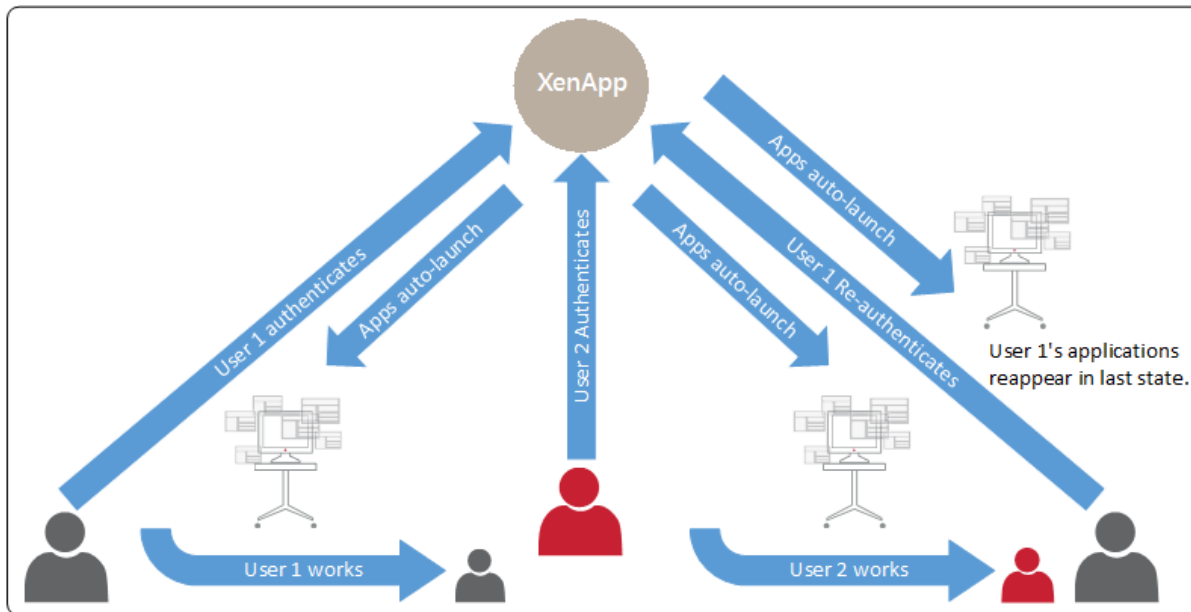 XenApp
User 1 authenticates
Apps auto-launch
User 2 Authenticates
Apps auto-launch
User 1 Re-authenticates
Apps auto-launch
User 1's applications
reappear in last state.
User 1 works
User 2 works